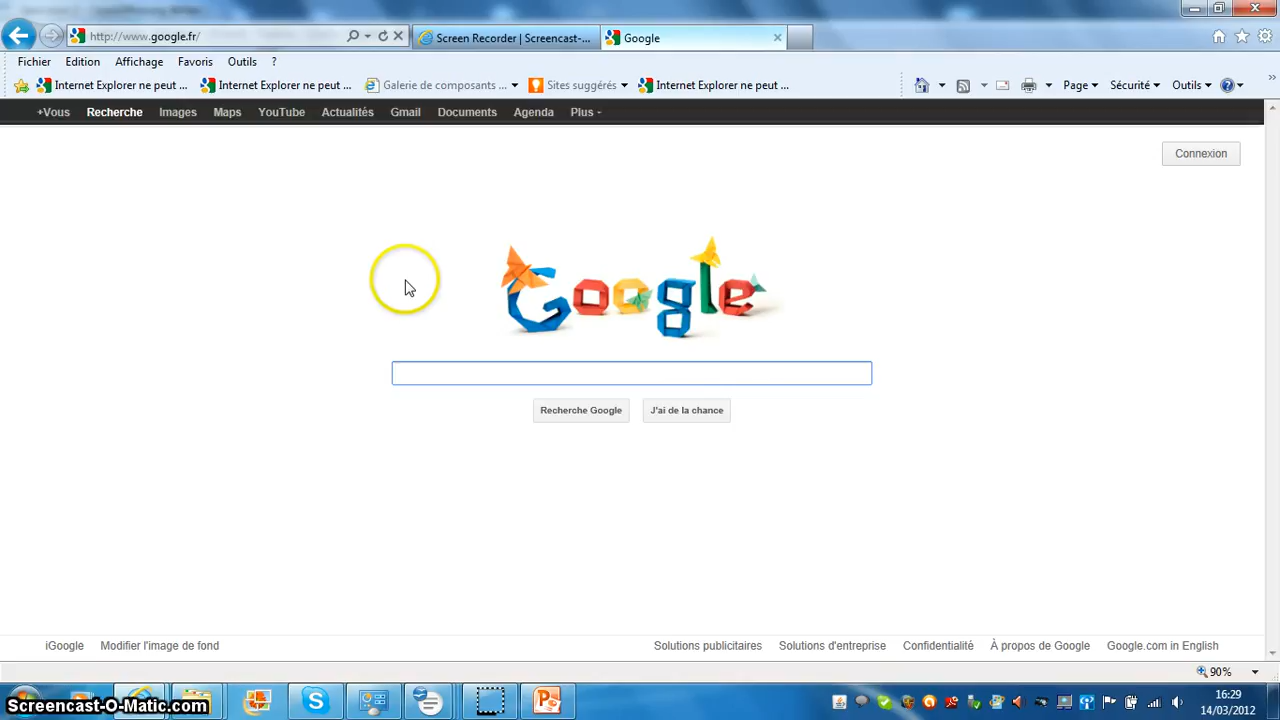 http://www.google.fr/
Screen Recorder | Screencast-...
Google
Fichier Edition Affichage Favoris Outils ?
Internet Explorer ne peut ...
Internet Explorer ne peut ...
Galerie de composants ...
Sites suggérés
Internet Explorer ne peut ...
Page Sécurité Outils
+Vous Recherche Images Maps YouTube Actualités Gmail Documents Agenda Plus
Connexion
Google
Recherche Google J'ai de la chance
iGoogle Modifier l'image de fond Solutions publicitaires Solutions d'entreprise Confidentialité À propos de Google Google.com in English
90%
Screencast-O-Matic.com
16:29
14/03/2012